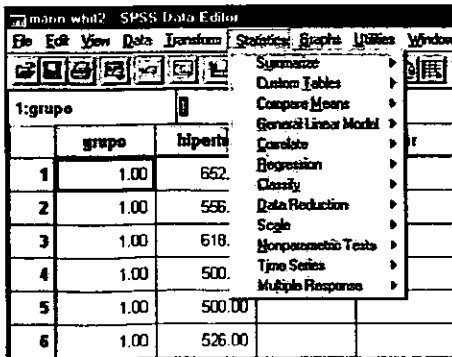 mann whit2 - SPSS Data Editor
File Edit View Data Transform Statistics Graphs Utilities Window
Summarize
Custom Tables
Compare Means
General Linear Model
Correlate
Regression
Classify
Data Reduction
Scale
Nonparametric Tests
Time Series
Multiple Response
1:grupo 1
grupo hiperte r
1 1.00 652.
2 1.00 556.
3 1.00 618.
4 1.00 500.
5 1.00 500.00
6 1.00 526.00